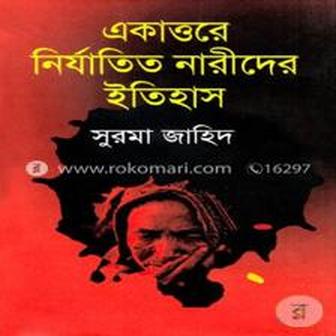 একাত্তরে
নির্যাতিত নারীদের
ইতিহাস
সুরমা জাহিদ
র www.rokomari.com 16297
র